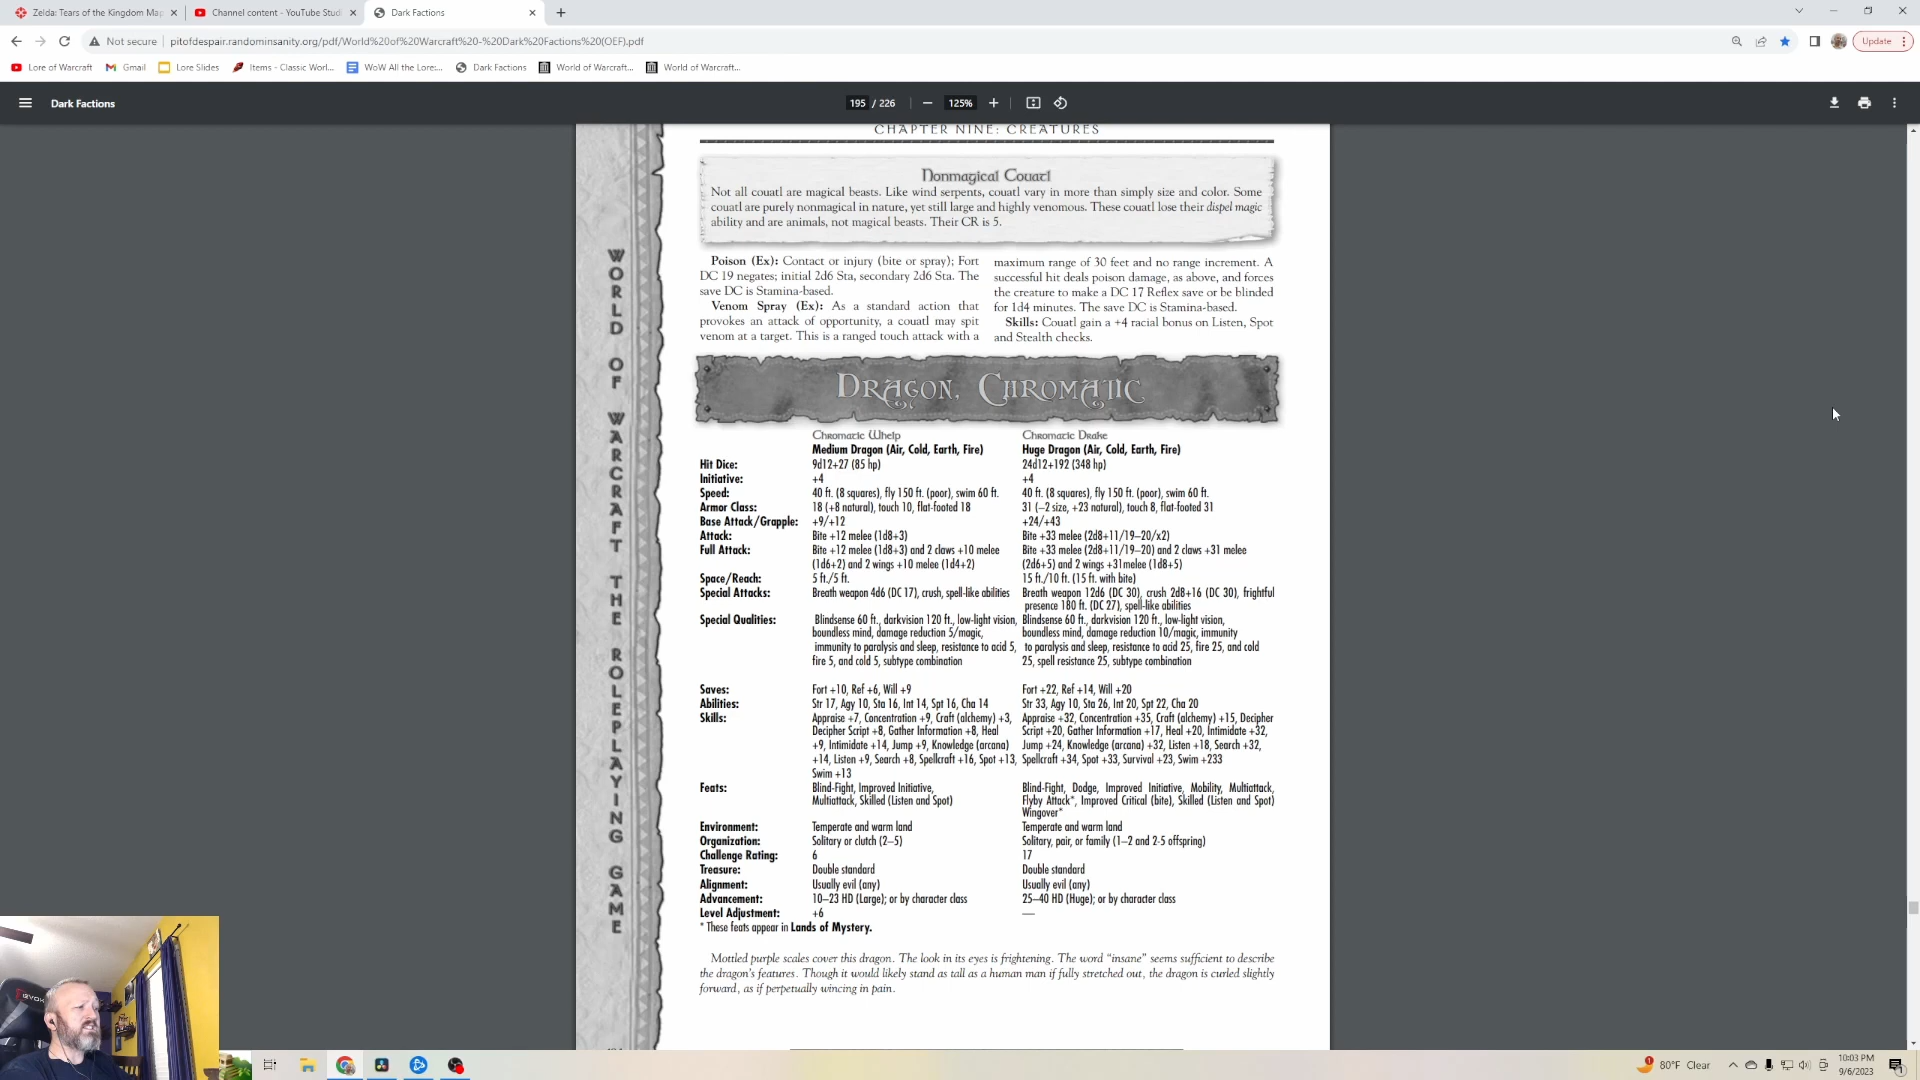 Zelda: Tears of the Kingdom Map
Channel content - YouTube Stud
Dark Factions
Not secure
pitofdespair.randominsanity.org/pdf/World%20of%20Warcraft%20-%20Dark%20Factions%20(OEF).pdf
Update
Lore of Warcraft
Gmail
Lore Slides
Items - Classic Worl...
WoW All the Lore:...
Dark Factions
World of Warcraft...
World of Warcraft...
Dark Factions
195 / 226
125%
CHAPTER NINE: CREATURES
Nonmagical Couatl
Not all couatl are magical beasts. Like wind serpents, couatl vary in more than simply size and color. Some
couatl are purely nonmagical in nature, yet still large and highly venomous. These couatl lose their dispel magic
ability and are animals, not magical beasts. Their CR is 5.
Poison (Ex): Contact or injury (bite or spray); Fort
DC 19 negates; initial 2d6 Sta, secondary 2d6 Sta. The
save DC is Stamina-based.
Venom Spray (Ex): As a standard action that
provokes an attack of opportunity, a couatl may spit
venom at a target. This is a ranged touch attack with a
maximum range of 30 feet and no range increment. A
successful hit deals poison damage, as above, and forces
the creature to make a DC 17 Reflex save or be blinded
for 1d4 minutes. The save DC is Stamina-based.
Skills: Couatl gain a +4 racial bonus on Listen, Spot
and Stealth checks.
WORLD OF WARCRAFT THE ROLEPLAYING GAME
DRAGON, CHROMATIC
Chromatic Whelp Chromatic Drake
Medium Dragon (Air, Cold, Earth, Fire) Huge Dragon (Air, Cold, Earth, Fire)
Hit Dice: 9d12+27 (85 hp) 24d12+192 (348 hp)
Initiative: +4 +4
Speed: 40 ft. (8 squares), fly 150 ft. (poor), swim 60 ft. 40 ft. (8 squares), fly 150 ft. (poor), swim 60 ft.
Armor Class: 18 (+8 natural), touch 10, flat-footed 18 31 (–2 size, +23 natural), touch 8, flat-footed 31
Base Attack/Grapple: +9/+12 +24/+43
Attack: Bite +12 melee (1d8+3) Bite +33 melee (2d8+11/19–20/x2)
Full Attack: Bite +12 melee (1d8+3) and 2 claws +10 melee Bite +33 melee (2d8+11/19–20) and 2 claws +31 melee
(1d6+2) and 2 wings +10 melee (1d4+2) (2d6+5) and 2 wings +31melee (1d8+5)
Space/Reach: 5 ft./5 ft. 15 ft./10 ft. (15 ft. with bite)
Special Attacks: Breath weapon 4d6 (DC 17), crush, spell-like abilities Breath weapon 12d6 (DC 30), crush 2d8+16 (DC 30), frightful
presence 180 ft. (DC 27), spell-like abilities
Special Qualities: Blindsense 60 ft., darkvision 120 ft., low-light vision, Blindsense 60 ft., darkvision 120 ft., low-light vision,
boundless mind, damage reduction 5/magic, boundless mind, damage reduction 10/magic, immunity
immunity to paralysis and sleep, resistance to acid 5, to paralysis and sleep, resistance to acid 25, fire 25, and cold
fire 5, and cold 5, subtype combination 25, spell resistance 25, subtype combination
Saves: Fort +10, Ref +6, Will +9 Fort +22, Ref +14, Will +20
Abilities: Str 17, Agy 10, Sta 16, Int 14, Spt 16, Cha 14 Str 33, Agy 10, Sta 26, Int 20, Spt 22, Cha 20
Skills: Appraise +7, Concentration +9, Craft (alchemy) +3, Appraise +32, Concentration +35, Craft (alchemy) +15, Decipher
Decipher Script +8, Gather Information +8, Heal Script +20, Gather Information +17, Heal +20, Intimidate +32,
+9, Intimidate +14, Jump +9, Knowledge (arcana) Jump +24, Knowledge (arcana) +32, Listen +18, Search +32,
+14, Listen +9, Search +8, Spellcraft +16, Spot +13, Spellcraft +34, Spot +33, Survival +23, Swim +233
Swim +13
Feats: Blind-Fight, Improved Initiative, Blind-Fight, Dodge, Improved Initiative, Mobility, Multiattack,
Multiattack, Skilled (Listen and Spot) Flyby Attack*, Improved Critical (bite), Skilled (Listen and Spot)
Wingover*
Environment: Temperate and warm land Temperate and warm land
Organization: Solitary or clutch (2–5) Solitary, pair, or family (1–2 and 2-5 offspring)
Challenge Rating: 6 17
Treasure: Double standard Double standard
Alignment: Usually evil (any) Usually evil (any)
Advancement: 10–23 HD (Large); or by character class 25–40 HD (Huge); or by character class
Level Adjustment: +6 —
* These feats appear in Lands of Mystery.
Mottled purple scales cover this dragon. The look in its eyes is frightening. The word “insane” seems sufficient to describe
the dragon’s features. Though it would likely stand as tall as a human man if fully stretched out, the dragon is curled slightly
forward, as if perpetually wincing in pain.
1
80°F Clear
10:03 PM
9/6/2023